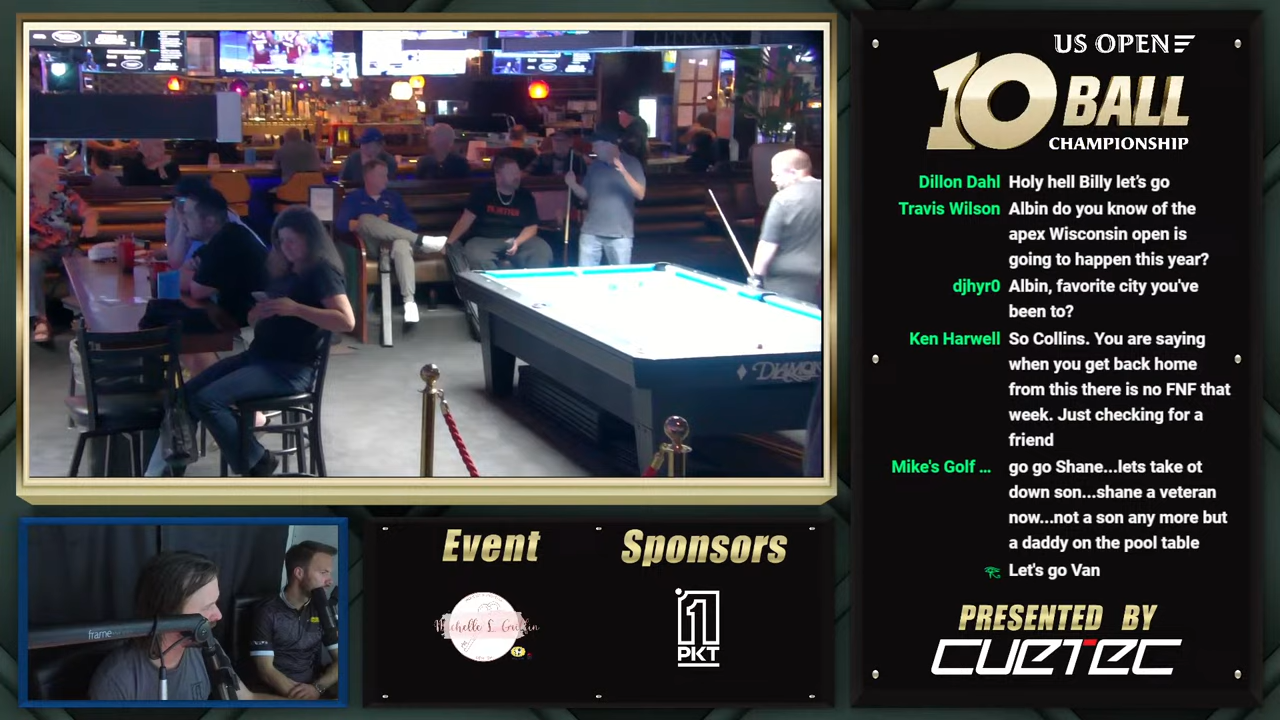 US OPEN
10 BALL
CHAMPIONSHIP
Dillon Dahl Holy hell Billy let’s go
Travis Wilson Albin do you know of the
apex Wisconsin open is
going to happen this year?
djhyr0 Albin, favorite city you've
been to?
Ken Harwell So Collins. You are saying
when you get back home
from this there is no FNF that
week. Just checking for a
friend
Mike's Golf ... go go Shane...lets take ot
down son...shane a veteran
now...not a son any more but
a daddy on the pool table
Let's go Van
PRESENTED BY
CUETEC
DIAMON
frame
Event Sponsors
1
PKT